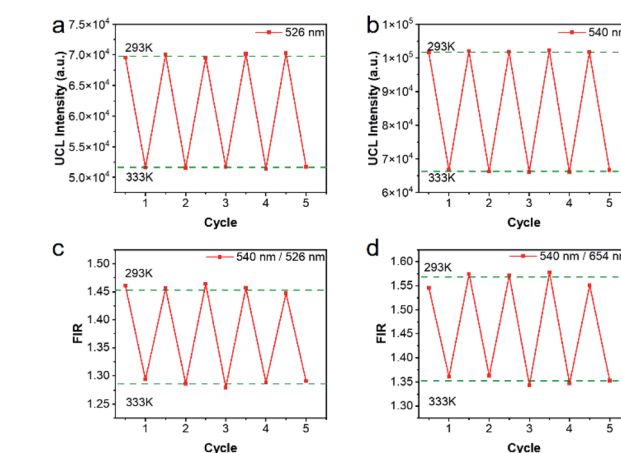 a
526 nm
293K
333K
7.5×10⁴
7.0×10⁴
6.5×10⁴
6.0×10⁴
5.5×10⁴
5.0×10⁴
UCL Intensity (a.u.)
1 2 3 4 5
Cycle
b
540 nm
293K
333K
1×10⁵
1×10⁵
9×10⁴
8×10⁴
7×10⁴
6×10⁴
UCL Intensity (a.u.)
1 2 3 4 5
Cycle
c
540 nm / 526 nm
293K
333K
1.50
1.45
1.40
1.35
1.30
1.25
FIR
1 2 3 4 5
Cycle
d
540 nm / 654 nm
293K
333K
1.60
1.55
1.50
1.45
1.40
1.35
1.30
FIR
1 2 3 4 5
Cycle